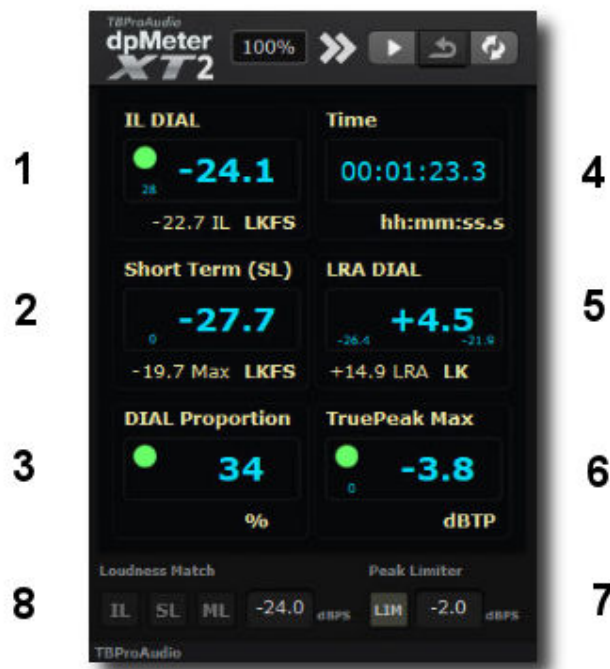 TBProAudio
dpMeter
XT2
100%
IL DIAL
Time
1
-24.1
00:01:23.3
4
28
-22.7 IL LKFS
hh:mm:ss.s
Short Term (SL)
LRA DIAL
2
-27.7
+4.5
5
0
-26.4
-21.9
-19.7 Max LKFS
+14.9 LRA LK
DIAL Proportion
TruePeak Max
3
34
-3.8
6
0
%
dBTP
Loudness Match
Peak Limiter
8
IL SL ML -24.0 dBFS
LIM -2.0 dBFS
7
TBProAudio